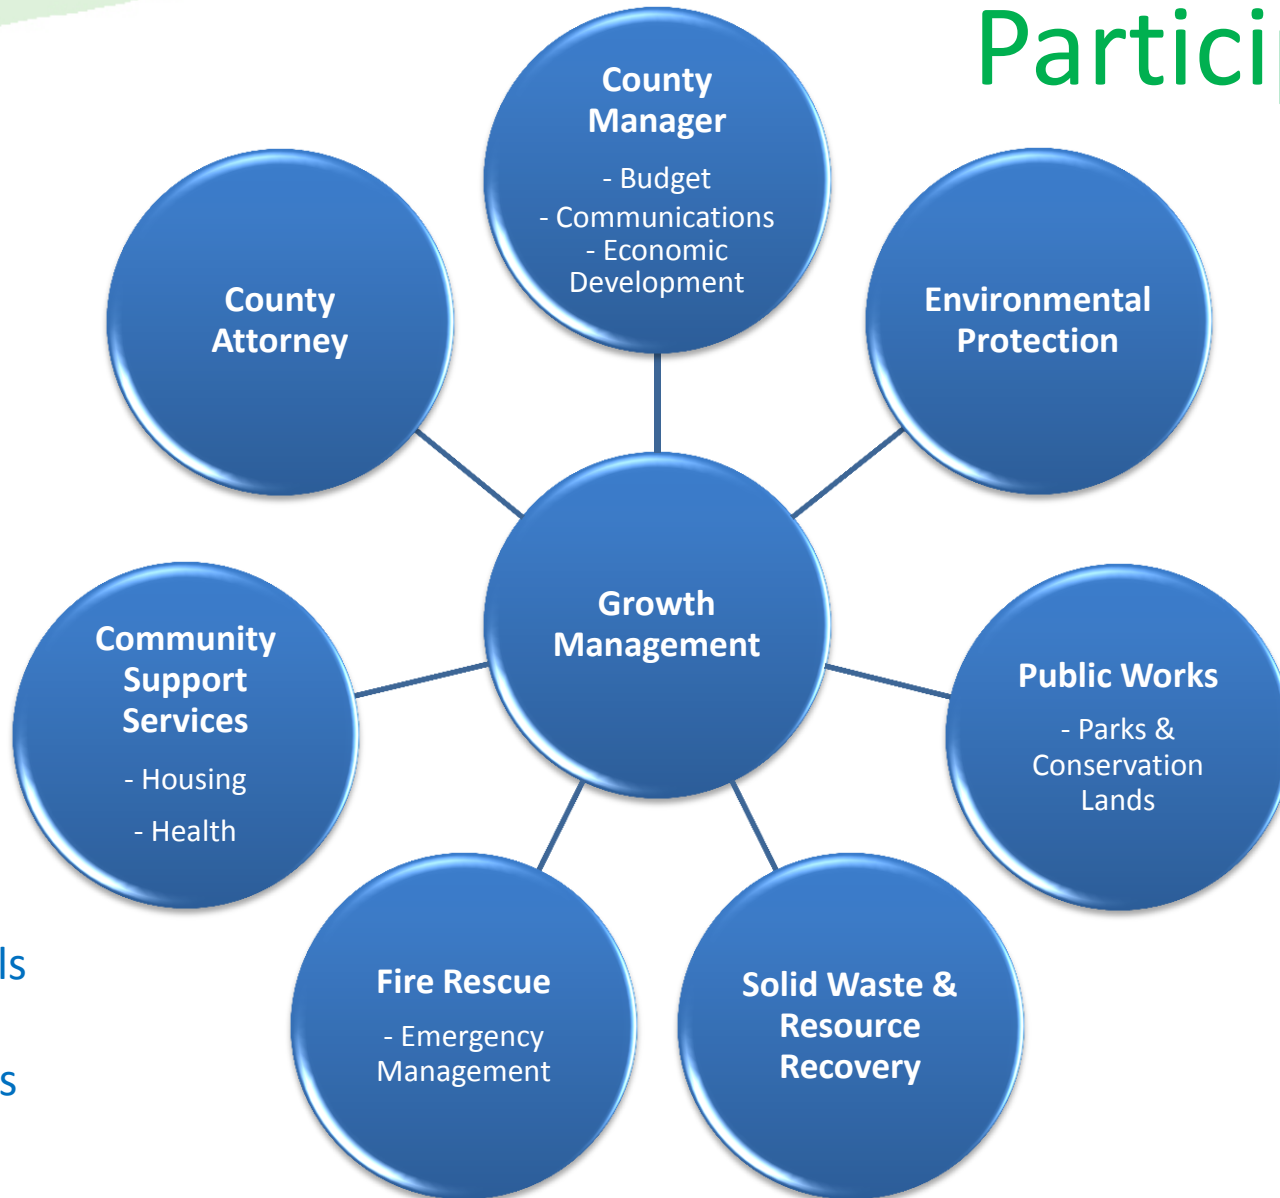 Particip
County
Manager
- Budget
- Communications
- Economic
Development
County
Attorney
Environmental
Protection
Growth
Management
Community
Support
Services
- Housing
- Health
Public Works
- Parks &
Conservation
Lands
Fire Rescue
- Emergency
Management
Solid Waste &
Resource
Recovery
ls
s